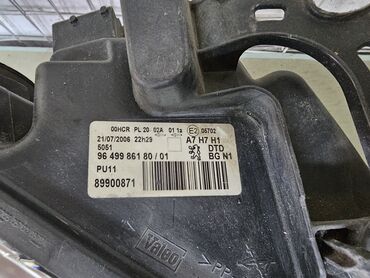 00HCR PL 20 02A 01 1a E2 05702
21/07/2006 22h29 A7 H7 H1
5051 DTD
96 499 861 80 / 01 BG N1
PU11
89900871
Valeo
>PP